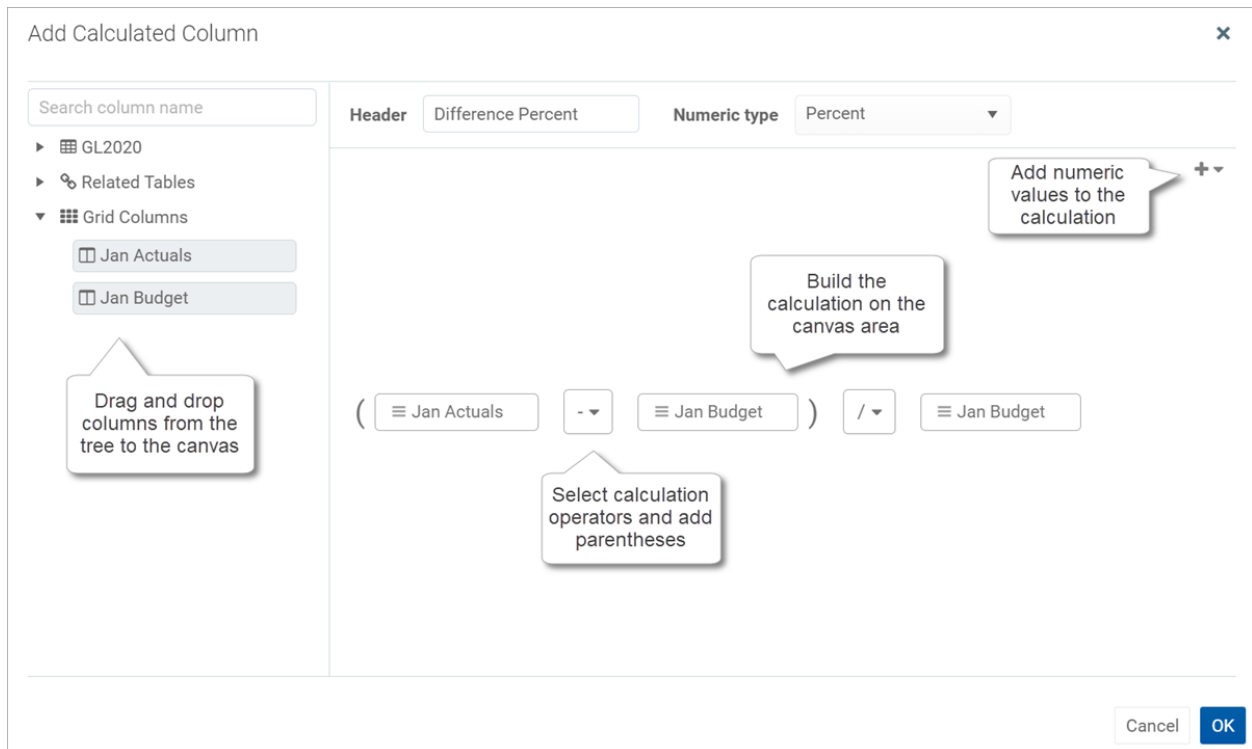 Add Calculated Column
Search column name
GL2020
Related Tables
Grid Columns
Jan Actuals
Jan Budget
Drag and drop
columns from the
tree to the canvas
Header Difference Percent Numeric type Percent
Add numeric
values to the
calculation
Build the
calculation on the
canvas area
( Jan Actuals - Jan Budget ) / Jan Budget
Select calculation
operators and add
parentheses
Cancel OK